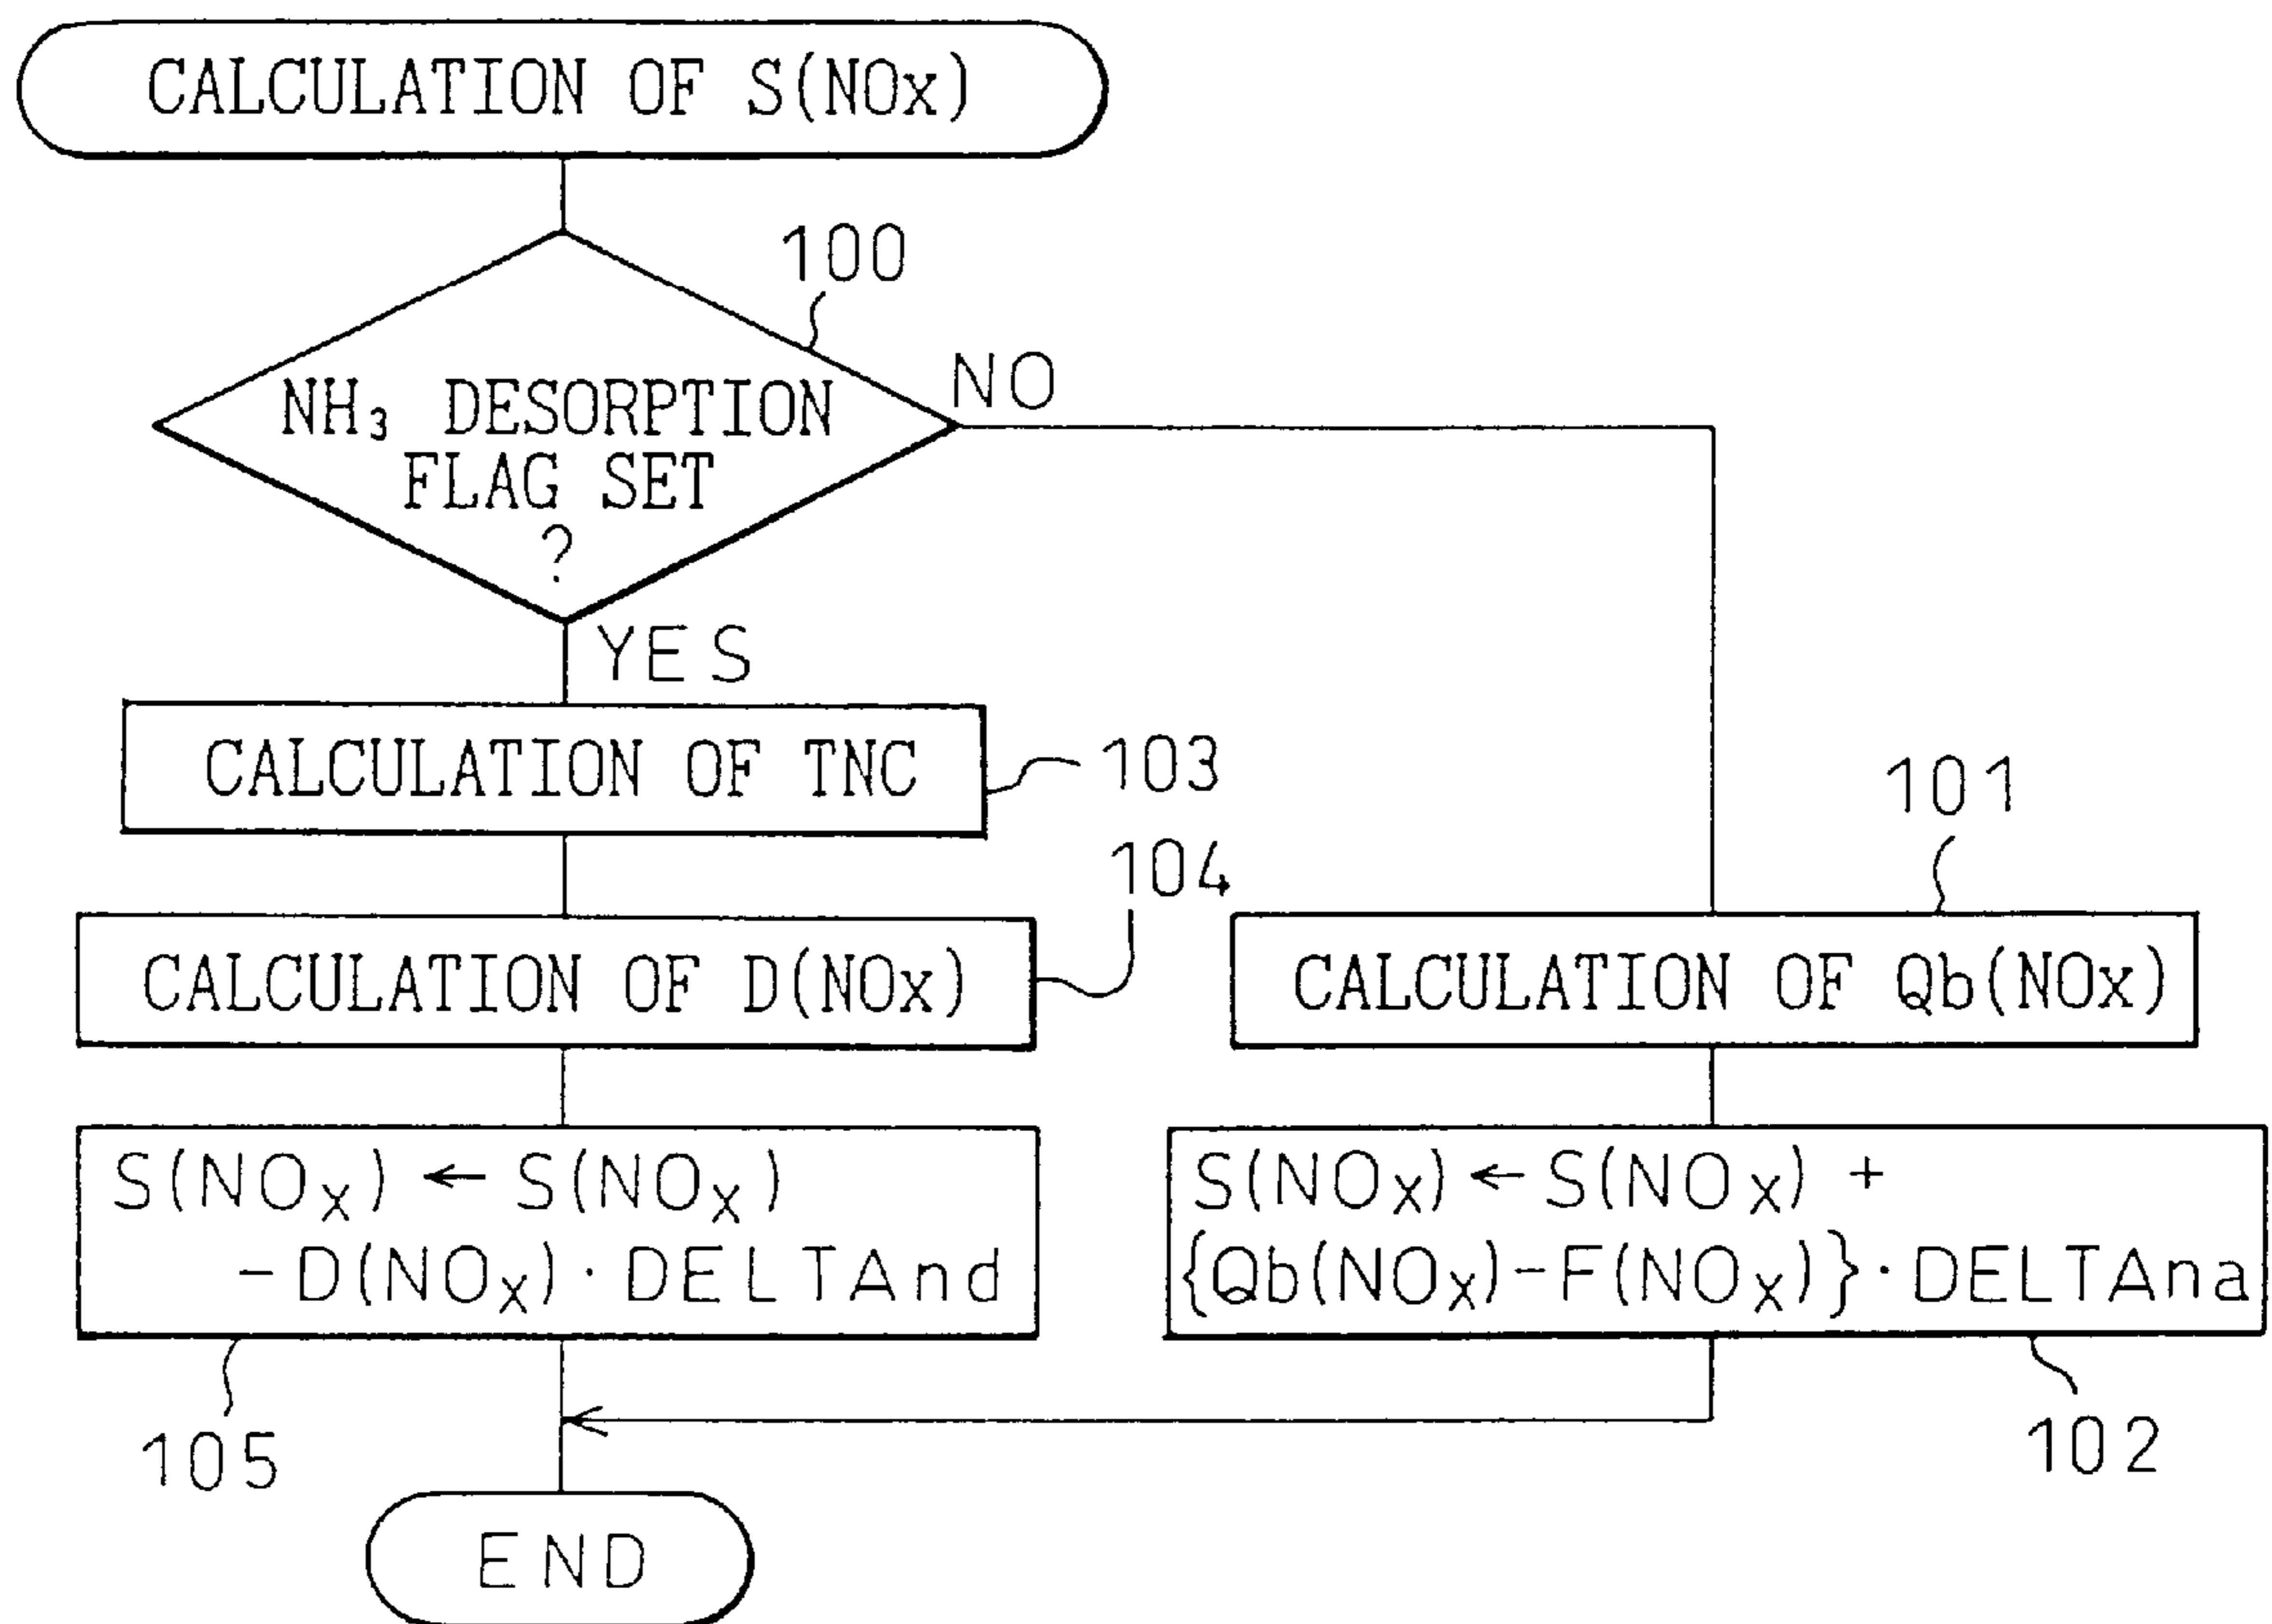 CALCULATION OF S(NOx)
100
NH₃ DESORPTION
FLAG SET
?
NO
YES
CALCULATION OF TNC
103
101
104
CALCULATION OF D(NOx)
CALCULATION OF Qb(NOx)
S(NOx) ← S(NOx)
-D(NOx)·DELTAnd
S(NOx) ← S(NOx) +
{Qb(NOx)-F(NOx)}·DELTAna
105
102
END